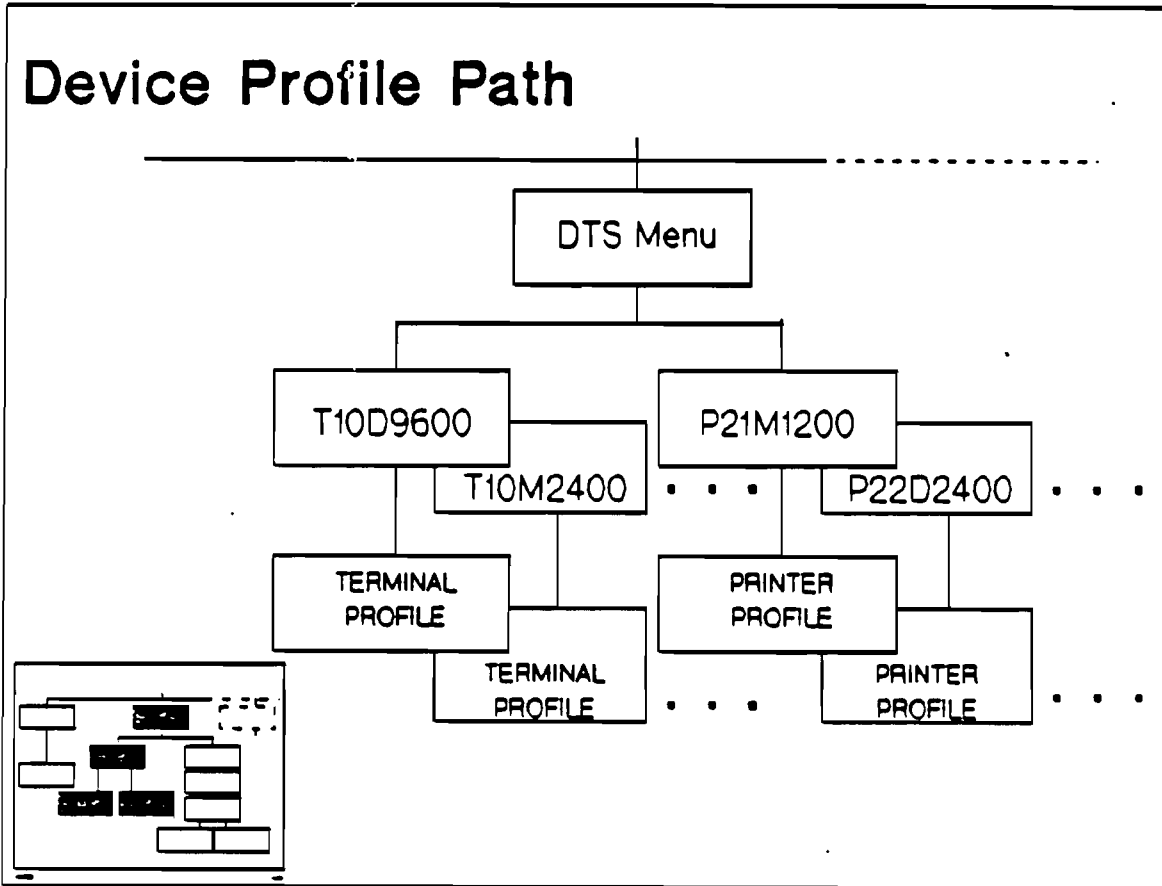 Device Profile Path
DTS Menu
T10D9600
P21M1200
T10M2400
. . .
P22D2400
. . .
TERMINAL
PROFILE
PRINTER
PROFILE
TERMINAL
PROFILE
. . .
PRINTER
PROFILE
. . .